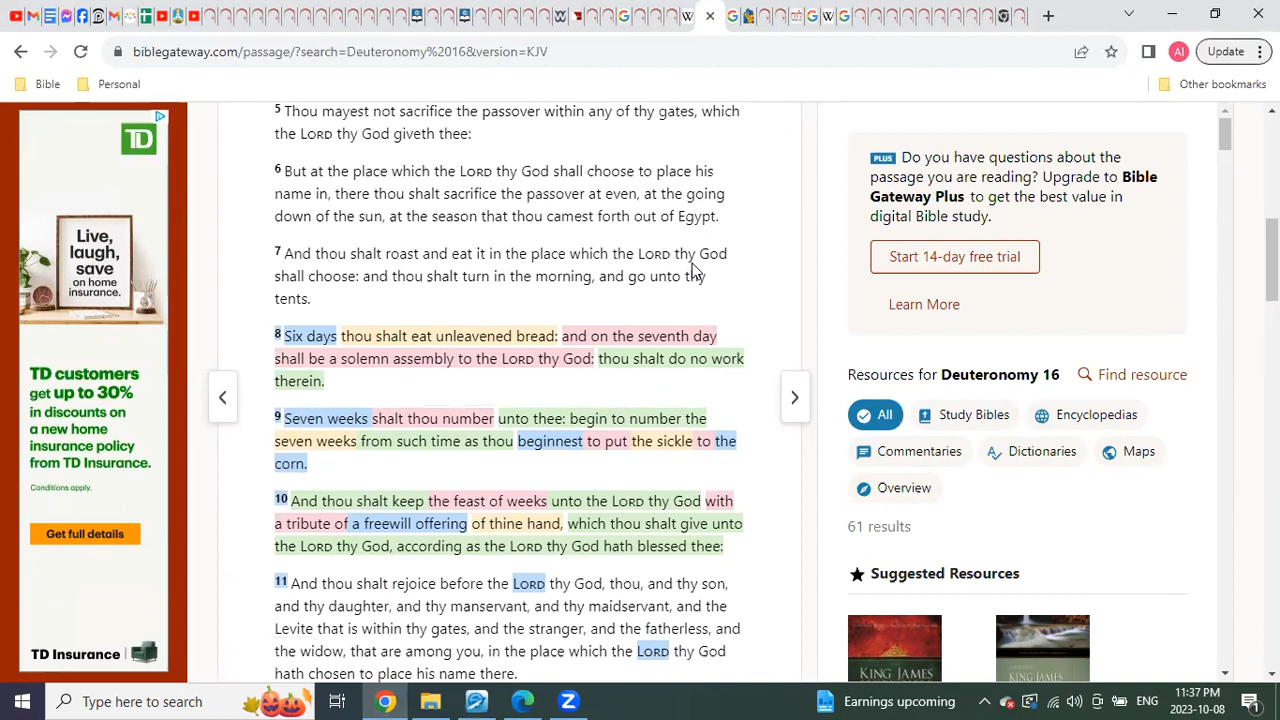 biblegateway.com/passage/?search=Deuteronomy%2016&version=KJV
AI
Update
Bible
Personal
Other bookmarks
TD
Live,
laugh,
save
on home
insurance.
TD customers
get up to 30%
in discounts on
a new home
insurance policy
from TD Insurance.
Conditions apply.
Get full details
TD Insurance
5 Thou mayest not sacrifice the passover within any of thy gates, which
the LORD thy God giveth thee:
6 But at the place which the LORD thy God shall choose to place his
name in, there thou shalt sacrifice the passover at even, at the going
down of the sun, at the season that thou camest forth out of Egypt.
7 And thou shalt roast and eat it in the place which the LORD thy God
shall choose: and thou shalt turn in the morning, and go unto thy
tents.
8 Six days thou shalt eat unleavened bread: and on the seventh day
shall be a solemn assembly to the LORD thy God: thou shalt do no work
therein.
9 Seven weeks shalt thou number unto thee: begin to number the
seven weeks from such time as thou beginnest to put the sickle to the
corn.
10 And thou shalt keep the feast of weeks unto the LORD thy God with
a tribute of a freewill offering of thine hand, which thou shalt give unto
the LORD thy God, according as the LORD thy God hath blessed thee:
11 And thou shalt rejoice before the LORD thy God, thou, and thy son,
and thy daughter, and thy manservant, and thy maidservant, and the
Levite that is within thy gates, and the stranger, and the fatherless, and
the widow, that are among you, in the place which the LORD thy God
hath chosen to place his name there.
PLUS Do you have questions about the
passage you are reading? Upgrade to Bible
Gateway Plus to get the best value in
digital Bible study.
Start 14-day free trial
Learn More
Resources for Deuteronomy 16 Find resource
All Study Bibles Encyclopedias
Commentaries Dictionaries Maps
Overview
61 results
Suggested Resources
KING JAMES
THE
KING JAMES
Type here to search
Earnings upcoming
ENG
11:37 PM
2023-10-08
1